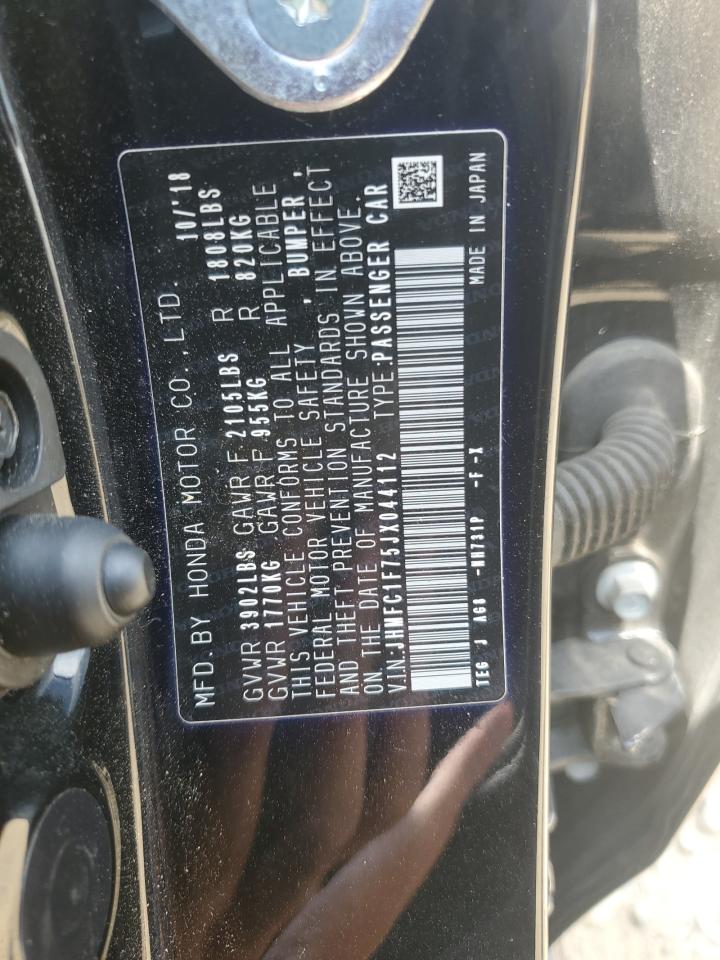 MFD. BY HONDA MOTOR CO., LTD. 10/'18
GVWR 3902LBS GAWR F 2105LBS R 1808LBS
GVWR 1770KG GAWR F 955KG R 820KG
THIS VEHICLE CONFORMS TO ALL APPLICABLE
FEDERAL MOTOR VEHICLE SAFETY , BUMPER ,
AND THEFT PREVENTION STANDARDS IN EFFECT
ON THE DATE OF MANUFACTURE SHOWN ABOVE.
V.I.N:JHMFC1F75JX044112 TYPE:PASSENGER CAR
TEG J AG8 -NH731P -F -X MADE IN JAPAN